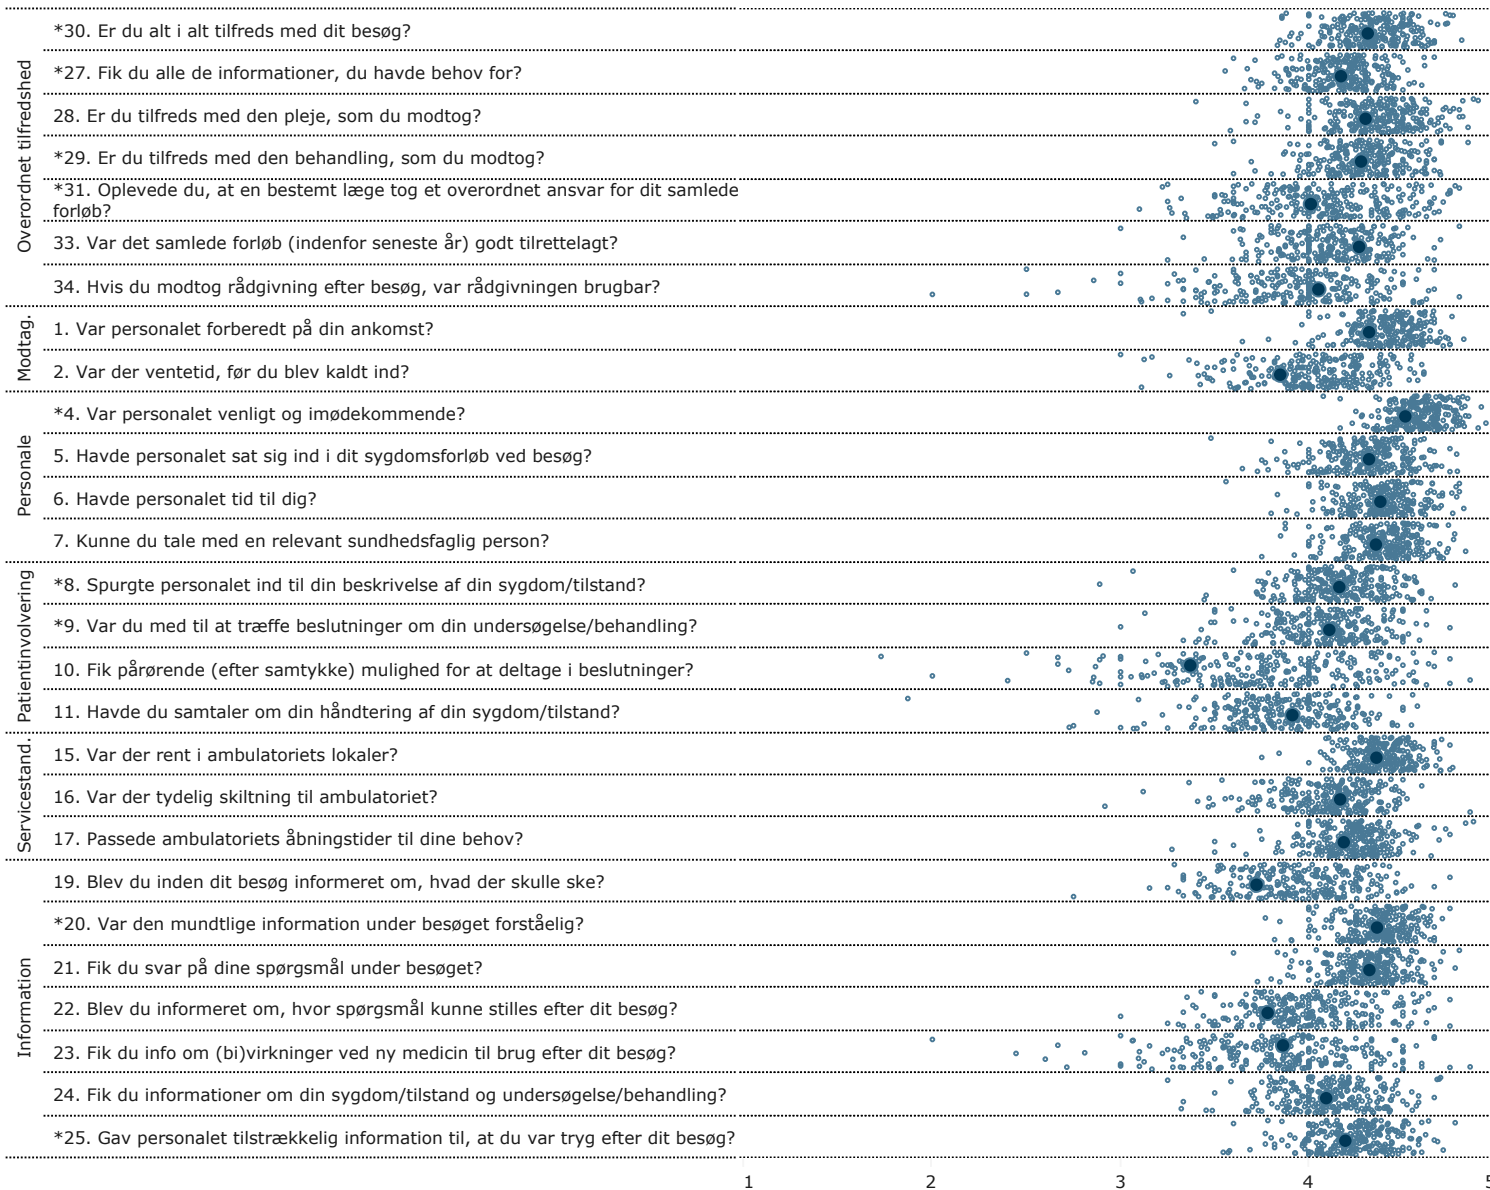 Overordnet tilfredshed
*30. Er du alt i alt tilfreds med dit besøg?
*27. Fik du alle de informationer, du havde behov for?
28. Er du tilfreds med den pleje, som du modtog?
*29. Er du tilfreds med den behandling, som du modtog?
*31. Oplevede du, at en bestemt læge tog et overordnet ansvar for dit samlede
forløb?
33. Var det samlede forløb (indenfor seneste år) godt tilrettelagt?
34. Hvis du modtog rådgivning efter besøg, var rådgivningen brugbar?
Modtag.
1. Var personalet forberedt på din ankomst?
2. Var der ventetid, før du blev kaldt ind?
Personale
*4. Var personalet venligt og imødekommende?
5. Havde personalet sat sig ind i dit sygdomsforløb ved besøg?
6. Havde personalet tid til dig?
7. Kunne du tale med en relevant sundhedsfaglig person?
Patientinvolvering
*8. Spurgte personalet ind til din beskrivelse af din sygdom/tilstand?
*9. Var du med til at træffe beslutninger om din undersøgelse/behandling?
10. Fik pårørende (efter samtykke) mulighed for at deltage i beslutninger?
11. Havde du samtaler om din håndtering af din sygdom/tilstand?
Servicestand.
15. Var der rent i ambulatoriets lokaler?
16. Var der tydelig skiltning til ambulatoriet?
17. Passede ambulatoriets åbningstider til dine behov?
Information
19. Blev du inden dit besøg informeret om, hvad der skulle ske?
*20. Var den mundtlige information under besøget forståelig?
21. Fik du svar på dine spørgsmål under besøget?
22. Blev du informeret om, hvor spørgsmål kunne stilles efter dit besøg?
23. Fik du info om (bi)virkninger ved ny medicin til brug efter dit besøg?
24. Fik du informationer om din sygdom/tilstand og undersøgelse/behandling?
*25. Gav personalet tilstrækkelig information til, at du var tryg efter dit besøg?
1 2 3 4 5